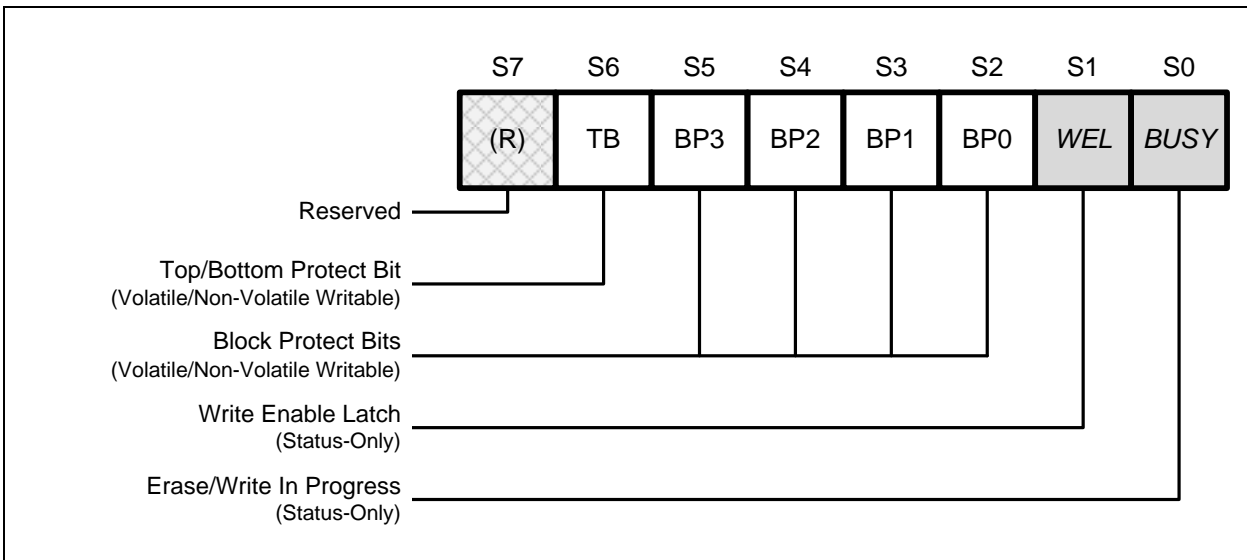 S7 S6 S5 S4 S3 S2 S1 S0
(R) TB BP3 BP2 BP1 BP0 WEL BUSY
Reserved
Top/Bottom Protect Bit
(Volatile/Non-Volatile Writable)
Block Protect Bits
(Volatile/Non-Volatile Writable)
Write Enable Latch
(Status-Only)
Erase/Write In Progress
(Status-Only)